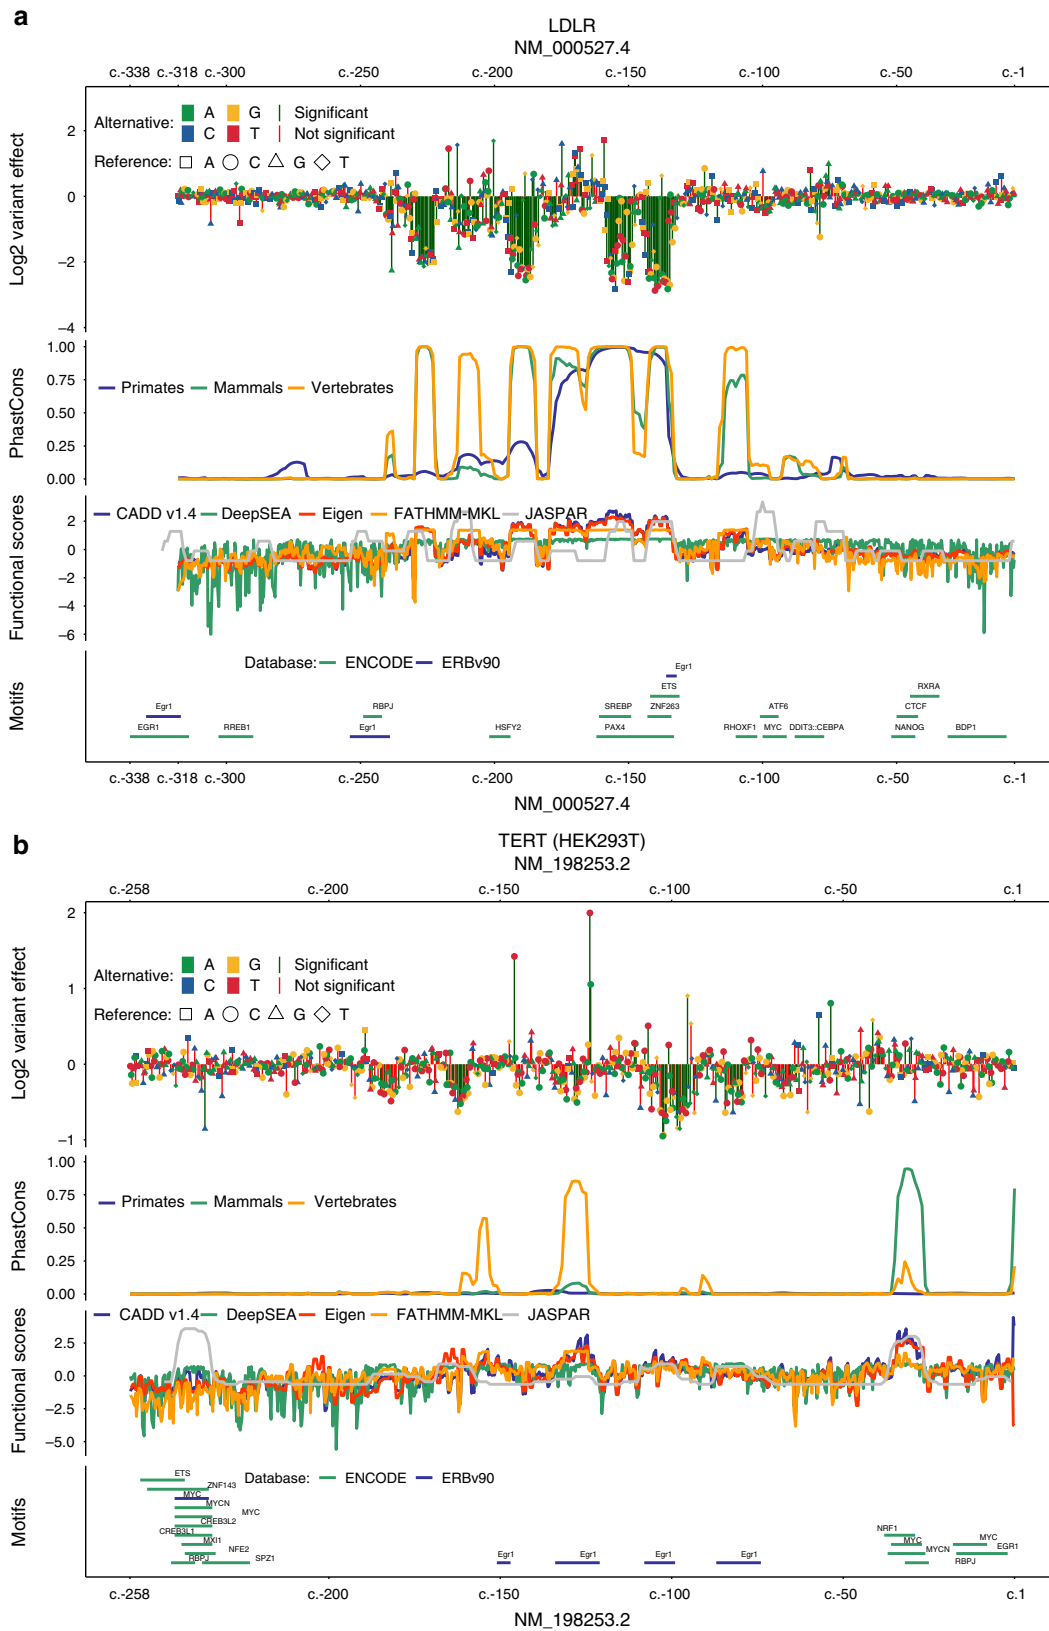 a
LDLR
NM_000527.4
c.-338 c.-318 c.-300 c.-250 c.-200 c.-150 c.-100 c.-50 c.-1
Log2 variant effect
2
0
−2
−4
Alternative: A G Significant
C T Not significant
Reference: A C G T
PhastCons
1.00
0.75
0.50
0.25
0.00
Primates Mammals Vertebrates
Functional scores
2
0
−2
−4
−6
CADD v1.4 DeepSEA Eigen FATHMM-MKL JASPAR
Motifs
Database: ENCODE ERBv90
Egr1
ETS RXRA
Egr1 RBPJ SREBP ZNF263 ATF6 CTCF
EGR1 RREB1 Egr1 HSFY2 PAX4 RHOXF1 MYC DDIT3::CEBPA NANOG BDP1
c.-338 c.-318 c.-300 c.-250 c.-200 c.-150 c.-100 c.-50 c.-1
NM_000527.4
b
TERT (HEK293T)
NM_198253.2
c.-258 c.-200 c.-150 c.-100 c.-50 c.1
Log2 variant effect
2
1
0
−1
Alternative: A G Significant
C T Not significant
Reference: A C G T
PhastCons
1.00
0.75
0.50
0.25
0.00
Primates Mammals Vertebrates
Functional scores
2.5
0.0
−2.5
−5.0
CADD v1.4 DeepSEA Eigen FATHMM-MKL JASPAR
Motifs
Database: ENCODE ERBv90
ETS
ZNF143
MYC
MYCN
MYC
CREB3L2
CREB3L1 NRF1
MXI1 MYC MYC
NFE2 MYCN EGR1
RBPJ SPZ1 Egr1 Egr1 Egr1 Egr1 RBPJ
c.-258 c.-200 c.-150 c.-100 c.-50 c.1
NM_198253.2